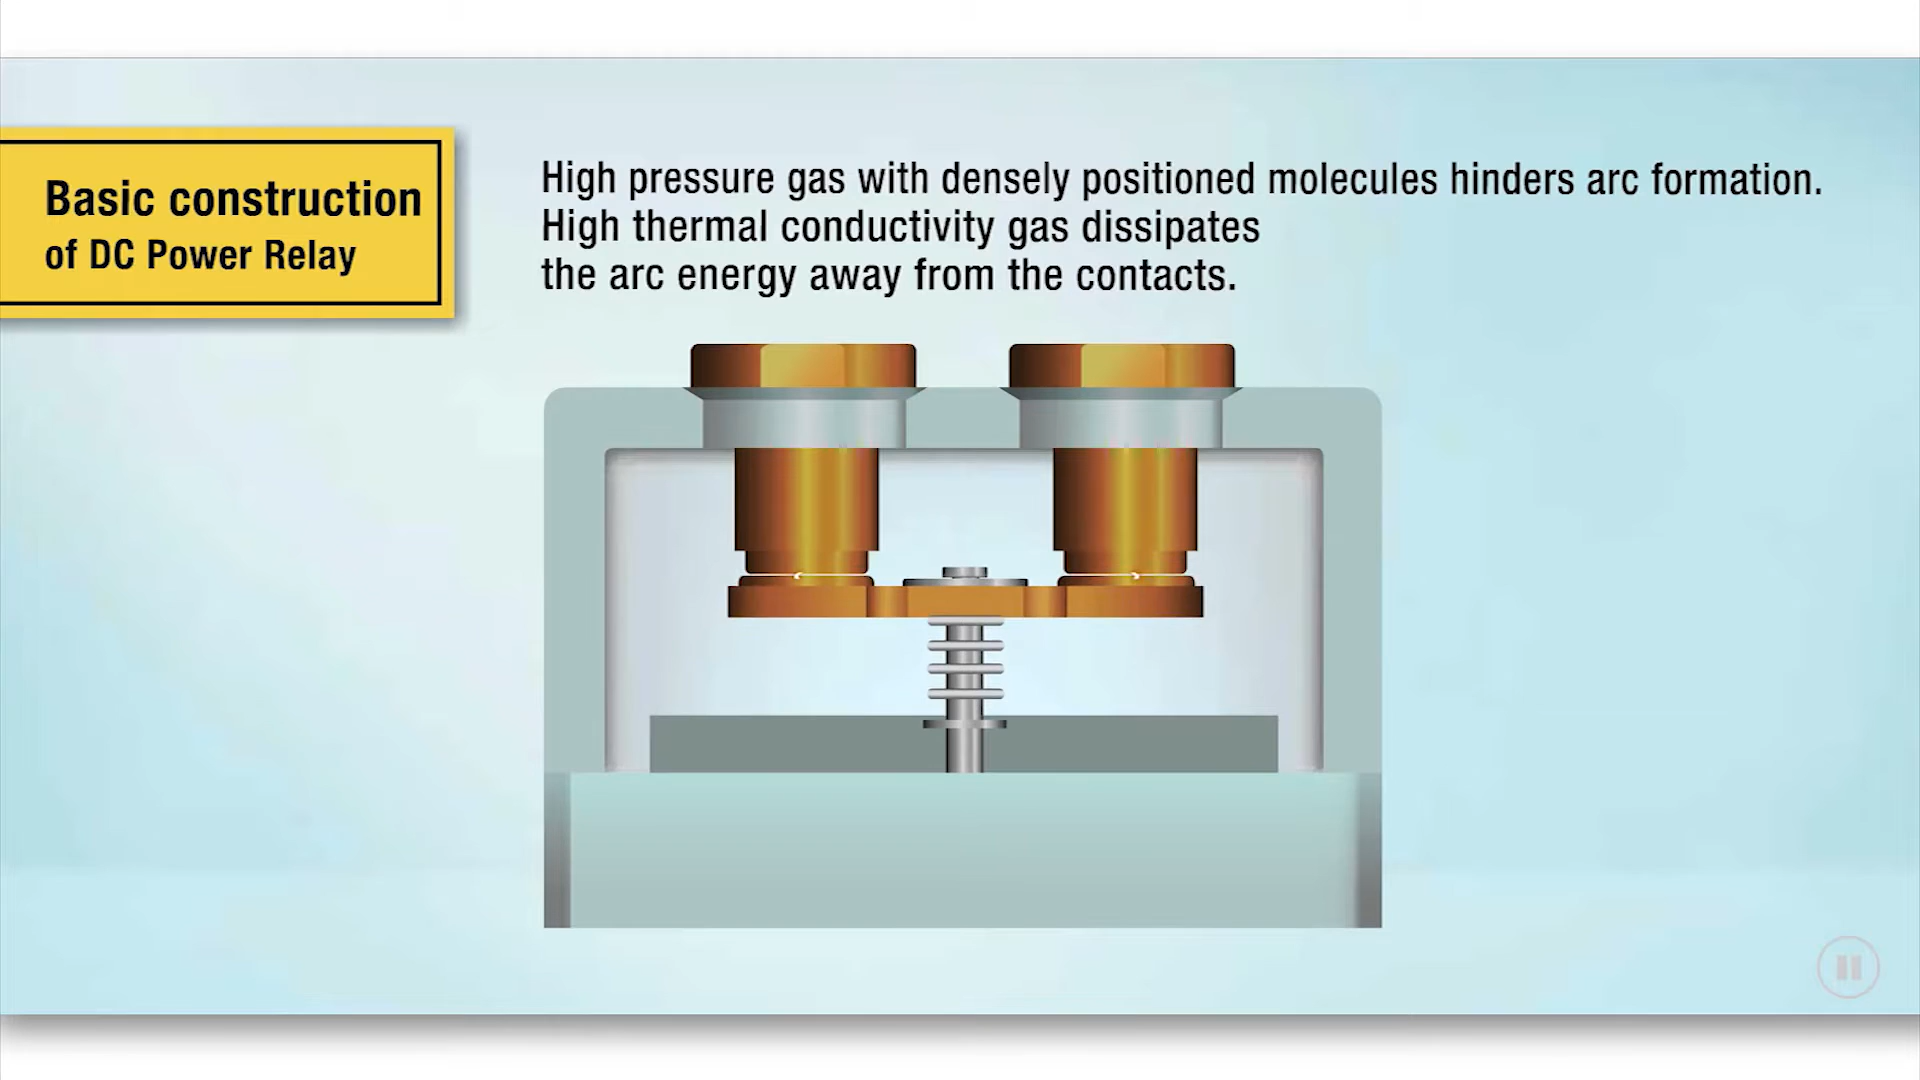 Basic construction
of DC Power Relay
High pressure gas with densely positioned molecules hinders arc formation.
High thermal conductivity gas dissipates
the arc energy away from the contacts.